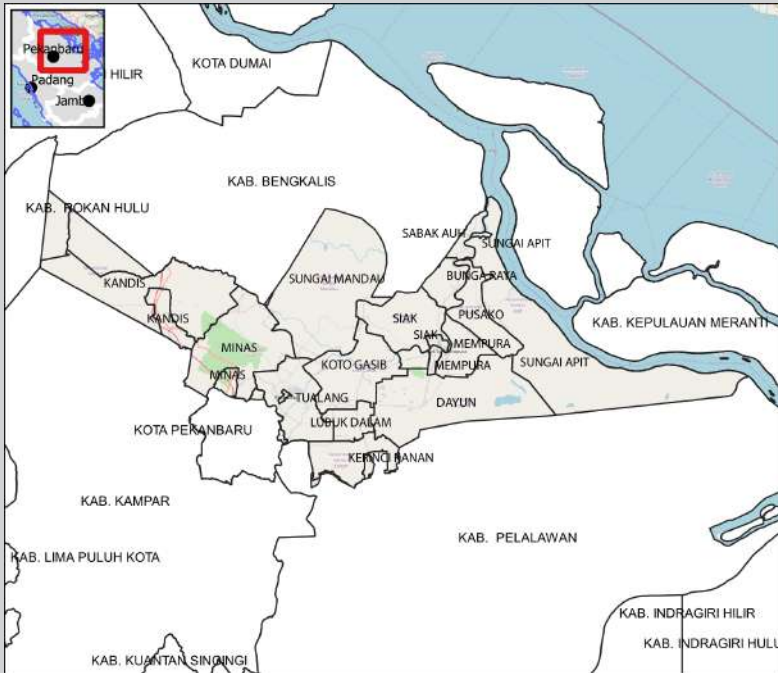 Pekanbaru
HILIR
Padang
Jamb
KOTA DUMAI
KAB. BENGKALIS
KAB. ROKAN HULU
SABAK AUH
SUNGAI APIT
SUNGAI MANDAU
BUNGA RAYA
KANDIS
KANDIS
SIAK
PUSAKO
KAB. KEPULAUAN MERANTI
SIAK
MINAS
MEMPURA
KOTO GASIB
MEMPURA
SUNGAI APIT
MINAS
TUALANG
DAYUN
LUBUK DALAM
KOTA PEKANBARU
KERINCI KANAN
KAB. KAMPAR
KAB. PELALAWAN
KAB. LIMA PULUH KOTA
KAB. INDRAGIRI HILIR
KAB. INDRAGIRI HULU
KAB. KUANTAN SINGINGI